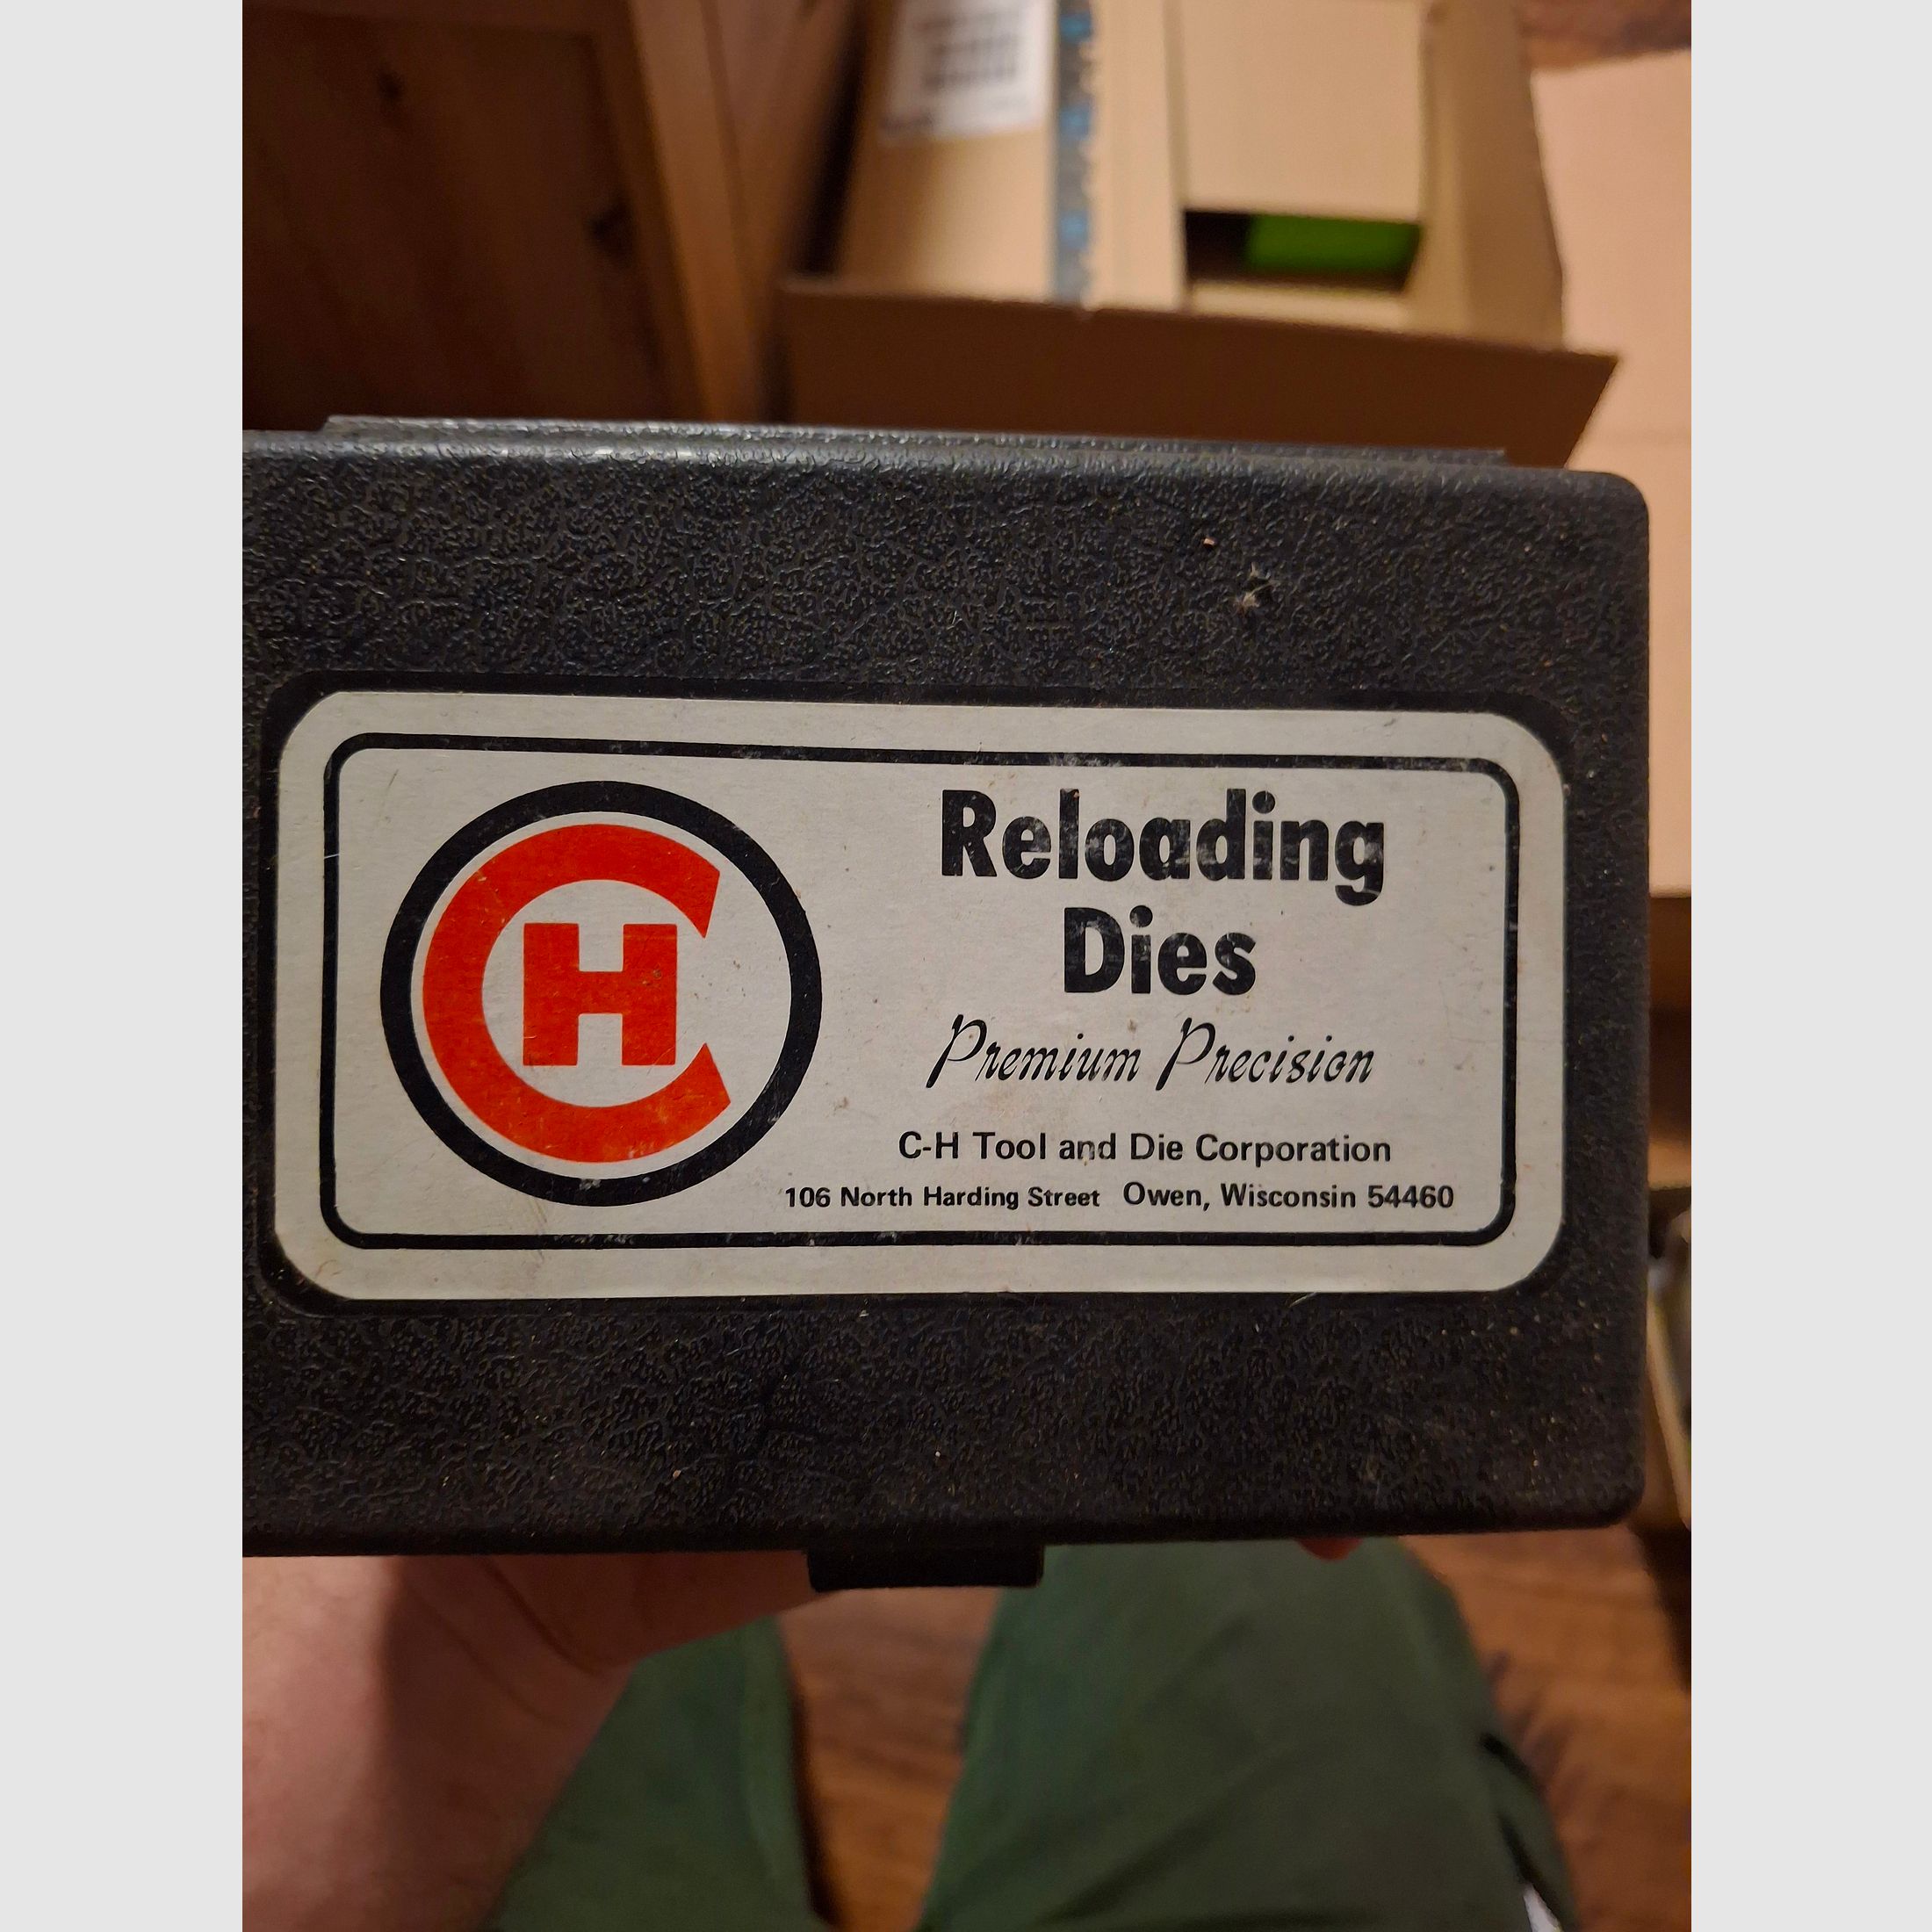 CH
Reloading
Dies
Premium Precision
C-H Tool and Die Corporation
106 North Harding Street Owen, Wisconsin 54460